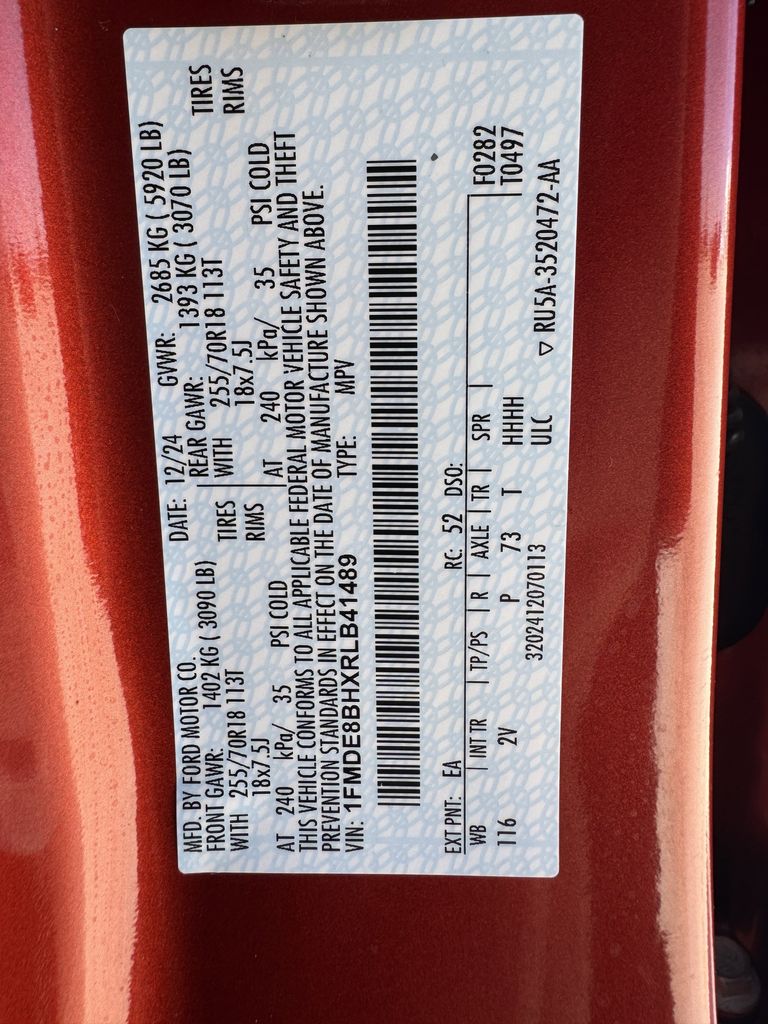 MFD. BY FORD MOTOR CO.
DATE: 12/24 GVWR: 2685 KG ( 5920 LB)
FRONT GAWR: 1402 KG ( 3090 LB)
WITH 255/70R18 113T TIRES
18x7.5J RIMS
AT 240 kPa/ 35 PSI COLD
REAR GAWR: 1393 KG ( 3070 LB)
WITH 255/70R18 113T TIRES
18x7.5J RIMS
AT 240 kPa/ 35 PSI COLD
THIS VEHICLE CONFORMS TO ALL APPLICABLE FEDERAL MOTOR VEHICLE SAFETY AND THEFT
PREVENTION STANDARDS IN EFFECT ON THE DATE OF MANUFACTURE SHOWN ABOVE.
VIN: 1FMDE8BHXRLB41489 TYPE: MPV
EXT PNT: EA RC: 52 DSO:
WB INT TR TP/PS R AXLE TR SPR F0282
116 2V P 73 T HHHH T0497
ULC
3202412070113 ▽ RU5A-3520472-AA